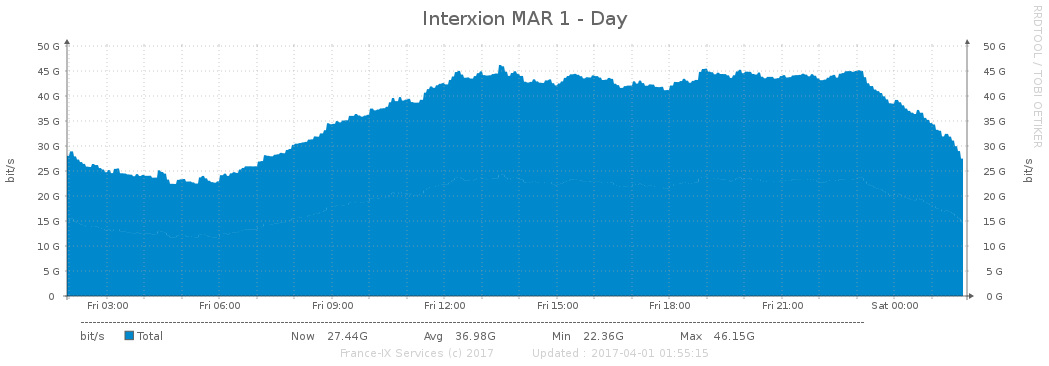 Interxion MAR 1 - Day
RRDTOOL / TOBI OETIKER
50 G 50 G
45 G 45 G
40 G 40 G
35 G 35 G
30 G 30 G
25 G 25 G
20 G 20 G
15 G 15 G
10 G 10 G
5 G 5 G
0 0 G
bit/s bit/s
Fri 03:00 Fri 06:00 Fri 09:00 Fri 12:00 Fri 15:00 Fri 18:00 Fri 21:00 Sat 00:00
bit/s Total Now 27.44G Avg 36.98G Min 22.36G Max 46.15G
France-IX Services (c) 2017 Updated : 2017-04-01 01:55:15